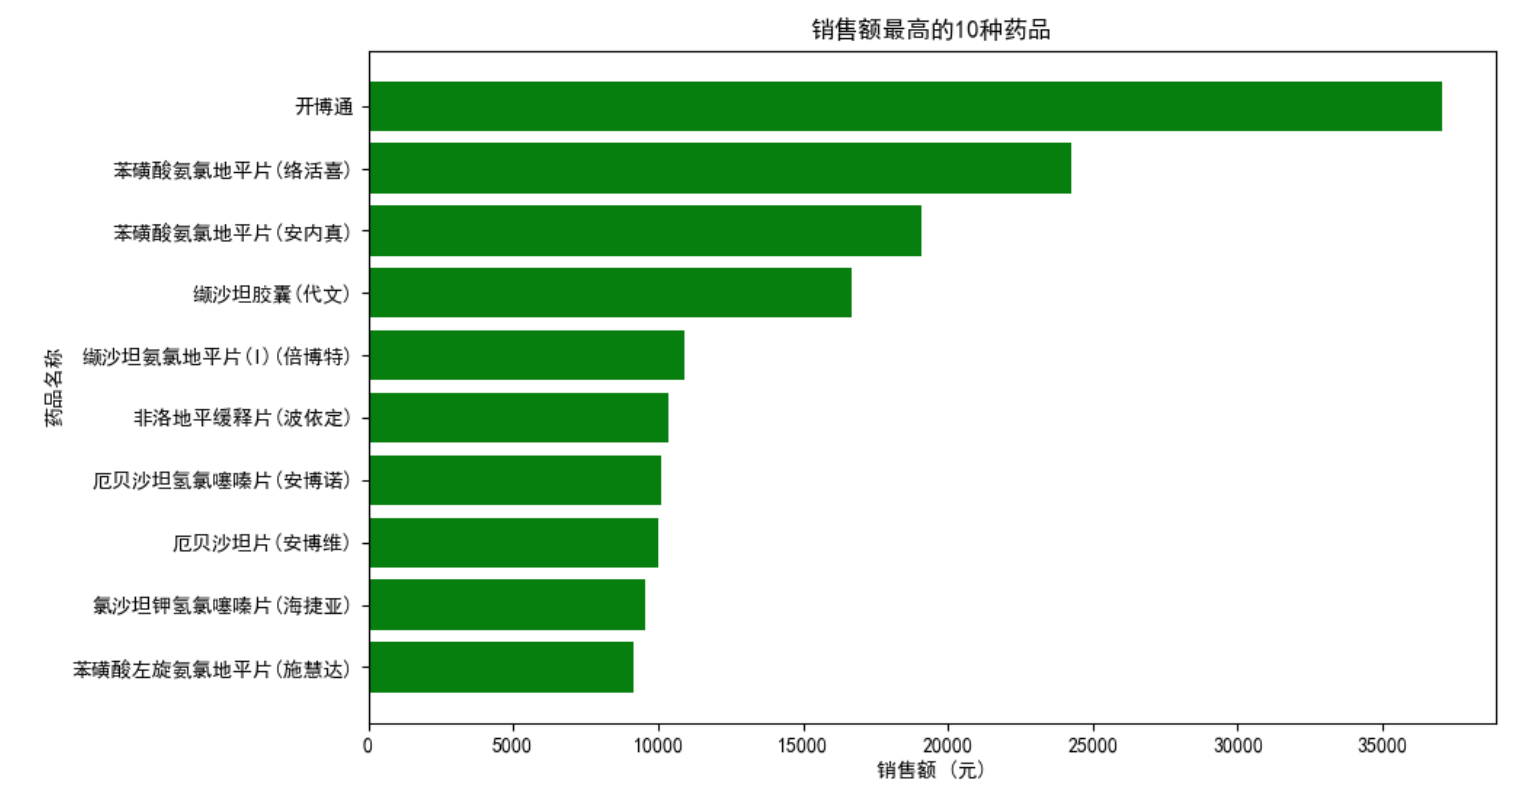 销售额最高的10种药品
开博通
苯磺酸氨氯地平片(络活喜)
苯磺酸氨氯地平片(安内真)
缬沙坦胶囊(代文)
缬沙坦氨氯地平片(I)(倍博特)
非洛地平缓释片(波依定)
厄贝沙坦氢氯噻嗪片(安博诺)
厄贝沙坦片(安博维)
氯沙坦钾氢氯噻嗪片(海捷亚)
苯磺酸左旋氨氯地平片(施慧达)
药品名称
0 5000 10000 15000 20000 25000 30000 35000
销售额 (元)